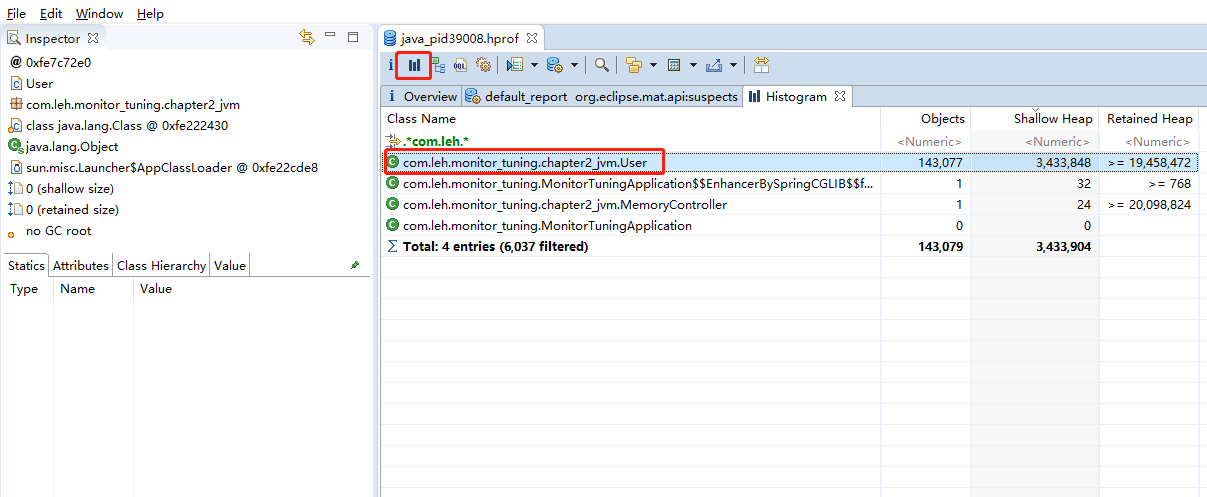 File Edit Window Help
Inspector
@ 0xfe7c72e0
User
com.leh.monitor_tuning.chapter2_jvm
class java.lang.Class @ 0xfe222430
java.lang.Object
sun.misc.Launcher$AppClassLoader @ 0xfe22cde8
0 (shallow size)
0 (retained size)
no GC root
Statics Attributes Class Hierarchy Value
Type Name Value
java_pid39008.hprof
i OQL
i Overview default_report org.eclipse.mat.api:suspects Histogram
Class Name Objects Shallow Heap Retained Heap
.*com.leh.* <Numeric> <Numeric> <Numeric>
com.leh.monitor_tuning.chapter2_jvm.User 143,077 3,433,848 >= 19,458,472
com.leh.monitor_tuning.MonitorTuningApplication$$EnhancerBySpringCGLIB$$f... 1 32 >= 768
com.leh.monitor_tuning.chapter2_jvm.MemoryController 1 24 >= 20,098,824
com.leh.monitor_tuning.MonitorTuningApplication 0 0
∑ Total: 4 entries (6,037 filtered) 143,079 3,433,904